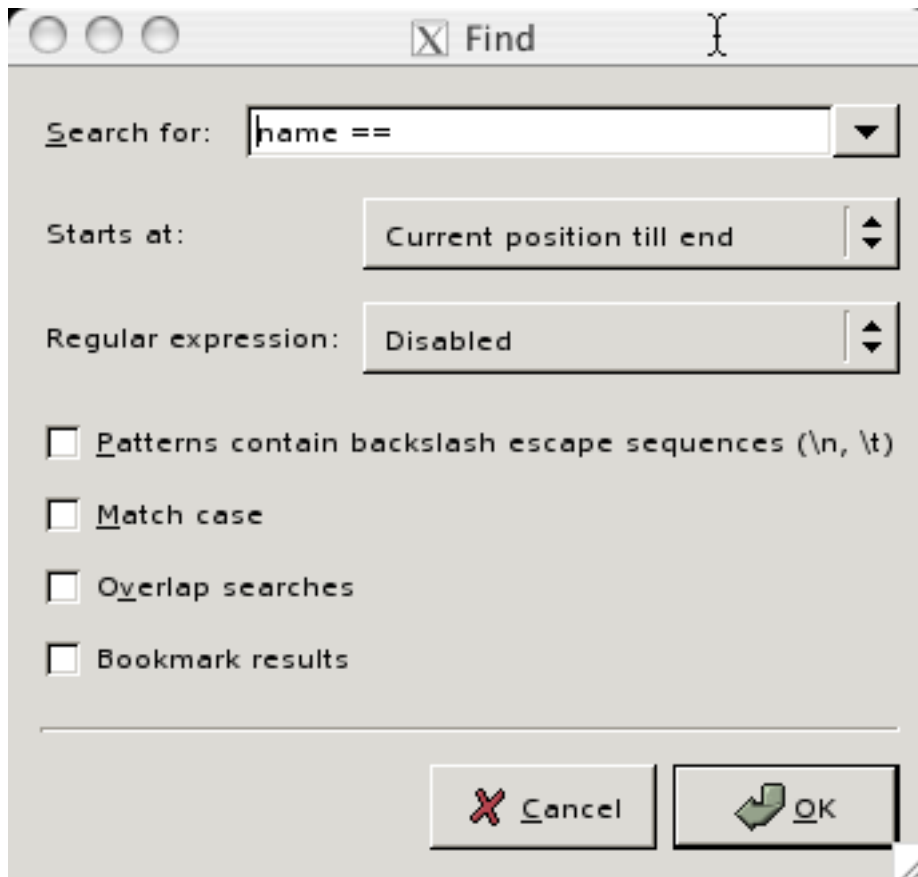 X Find
Search for: name ==
Starts at: Current position till end
Regular expression: Disabled
Patterns contain backslash escape sequences (\n, \t)
Match case
Overlap searches
Bookmark results
Cancel OK